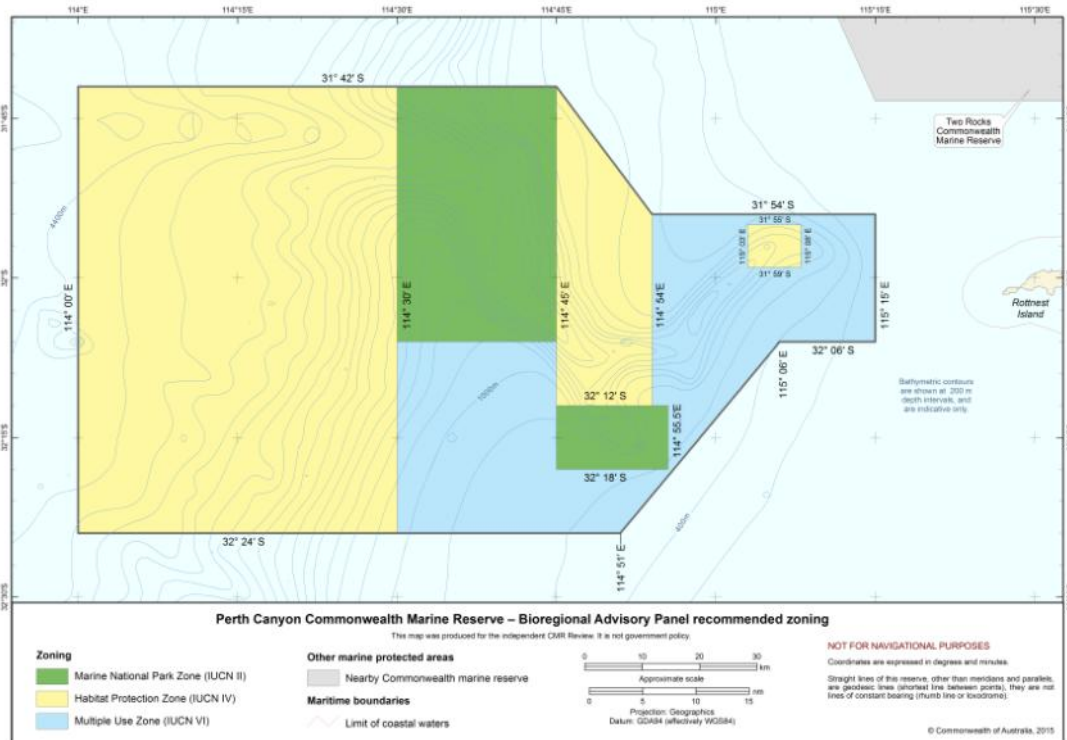 114°E
114°15'E
114°30'E
114°45'E
115°E
115°15'E
115°30'E
31° 42' S
31°45'S
Two Rocks
Commonwealth
Marine Reserve
4400m
31° 54' S
31° 55' S
115° 03' E
115° 08' E
31° 59' S
32°S
114° 00' E
114° 30' E
114° 45' E
114° 54'E
115° 15' E
Rottnest
Island
32° 06' S
115° 06' E
1000m
Bathymetric contours
are shown at 200 m
depth intervals, and
are indicative only.
32° 12' S
114° 55.5'E
32°15'S
32° 18' S
400m
32° 24' S
114° 51' E
32°30'S
Perth Canyon Commonwealth Marine Reserve – Bioregional Advisory Panel recommended zoning
This map was produced for the independent CMR Review. It is not government policy.
Zoning
Marine National Park Zone (IUCN II)
Habitat Protection Zone (IUCN IV)
Multiple Use Zone (IUCN VI)
Other marine protected areas
Nearby Commonwealth marine reserve
Maritime boundaries
Limit of coastal waters
0 10 20 30
km
Approximate scale
0 5 10 15
nm
Projection: Geographics
Datum: GDA94 (effectively WGS84)
NOT FOR NAVIGATIONAL PURPOSES
Coordinates are expressed in degrees and minutes.
Straight lines of this reserve, other than meridians and parallels,
are geodesic lines (shortest line between points), they are not
lines of constant bearing (rhumb line or loxodrome).
© Commonwealth of Australia, 2015